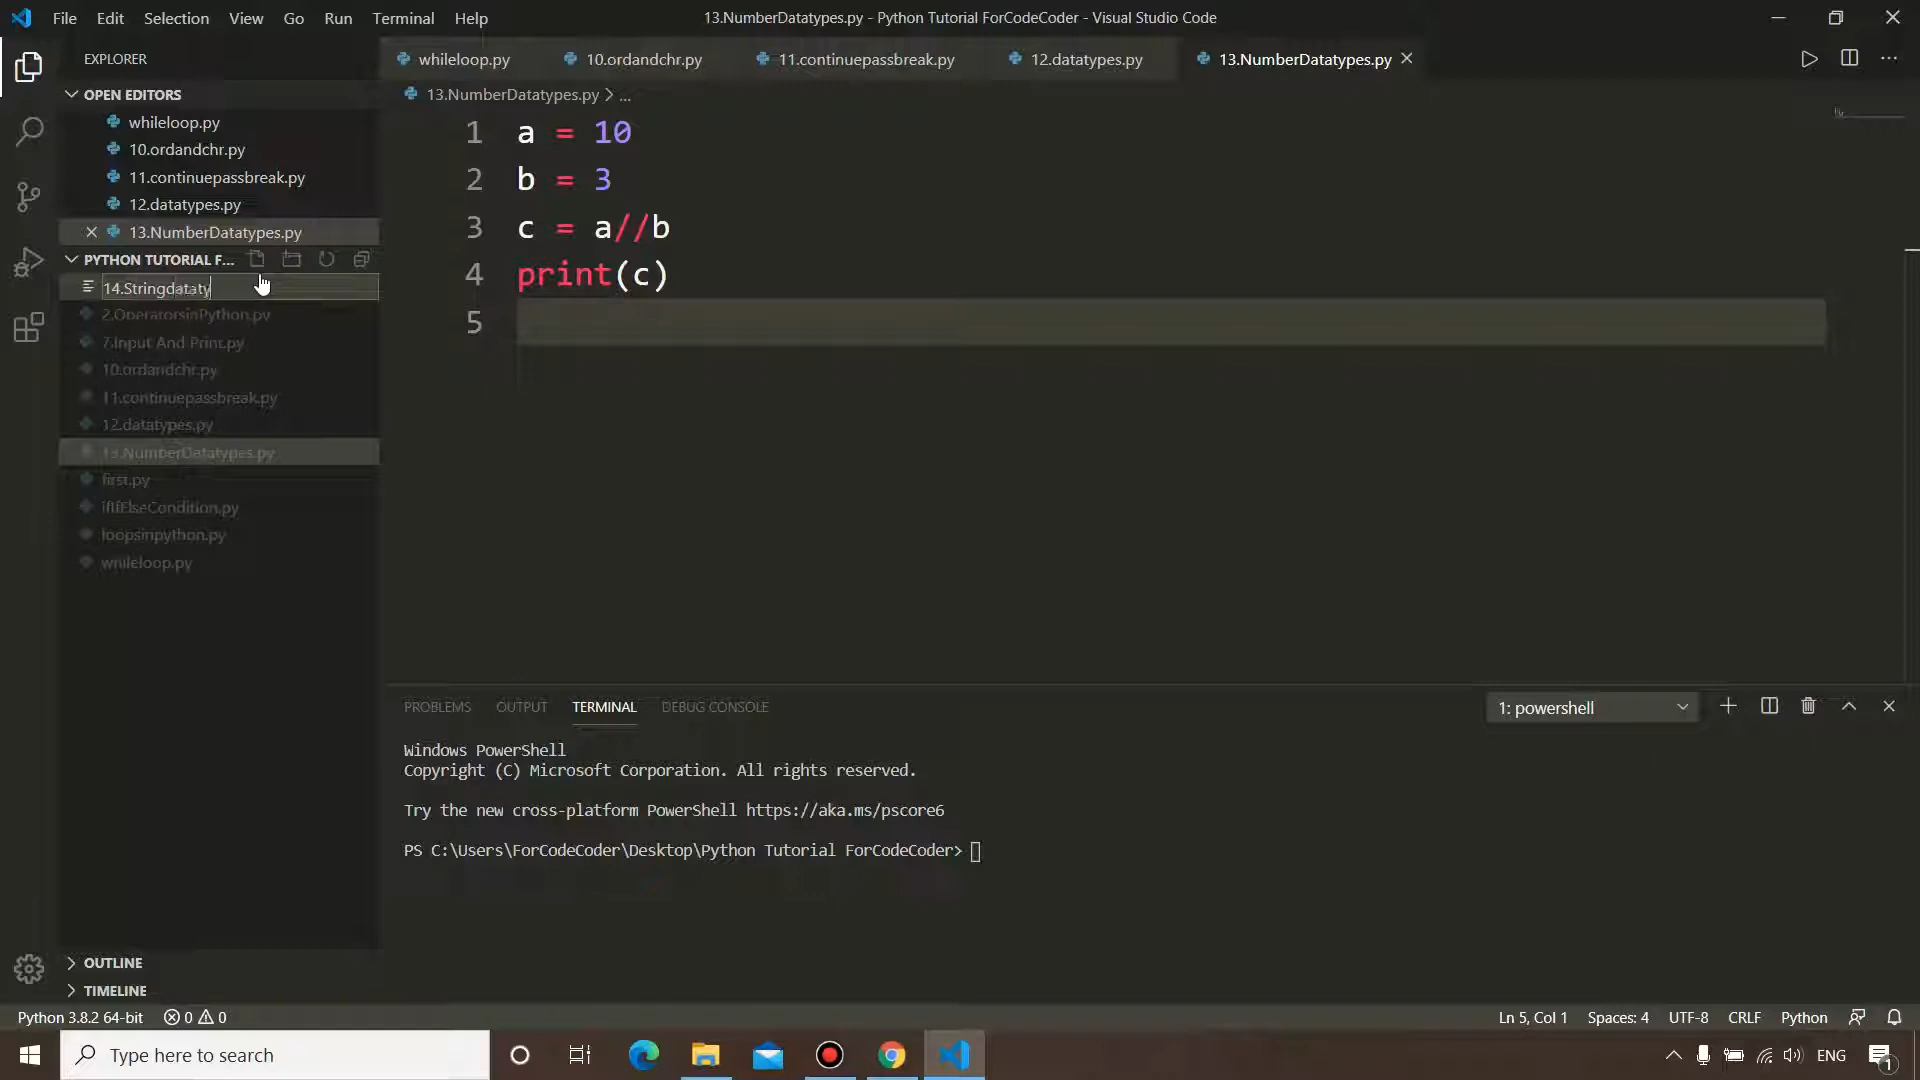 File Edit Selection View Go Run Terminal Help
13.NumberDatatypes.py - Python Tutorial ForCodeCoder - Visual Studio Code
EXPLORER
whileloop.py 10.ordandchr.py 11.continuepassbreak.py 12.datatypes.py 13.NumberDatatypes.py
OPEN EDITORS
whileloop.py
10.ordandchr.py
11.continuepassbreak.py
12.datatypes.py
13.NumberDatatypes.py
PYTHON TUTORIAL F...
14.Stringdataty
2.OperatorsinPython.py
7.Input And Print.py
10.ordandchr.py
11.continuepassbreak.py
12.datatypes.py
13.NumberDatatypes.py
first.py
ifIfElseCondition.py
loopsinpython.py
whileloop.py
OUTLINE
TIMELINE
13.NumberDatatypes.py > ...
1 a = 10
2 b = 3
3 c = a//b
4 print(c)
5
PROBLEMS OUTPUT TERMINAL DEBUG CONSOLE
1: powershell
Windows PowerShell
Copyright (C) Microsoft Corporation. All rights reserved.
Try the new cross-platform PowerShell https://aka.ms/pscore6
PS C:\Users\ForCodeCoder\Desktop\Python Tutorial ForCodeCoder>
Python 3.8.2 64-bit 0 0
Ln 5, Col 1 Spaces: 4 UTF-8 CRLF Python
Type here to search
ENG
1